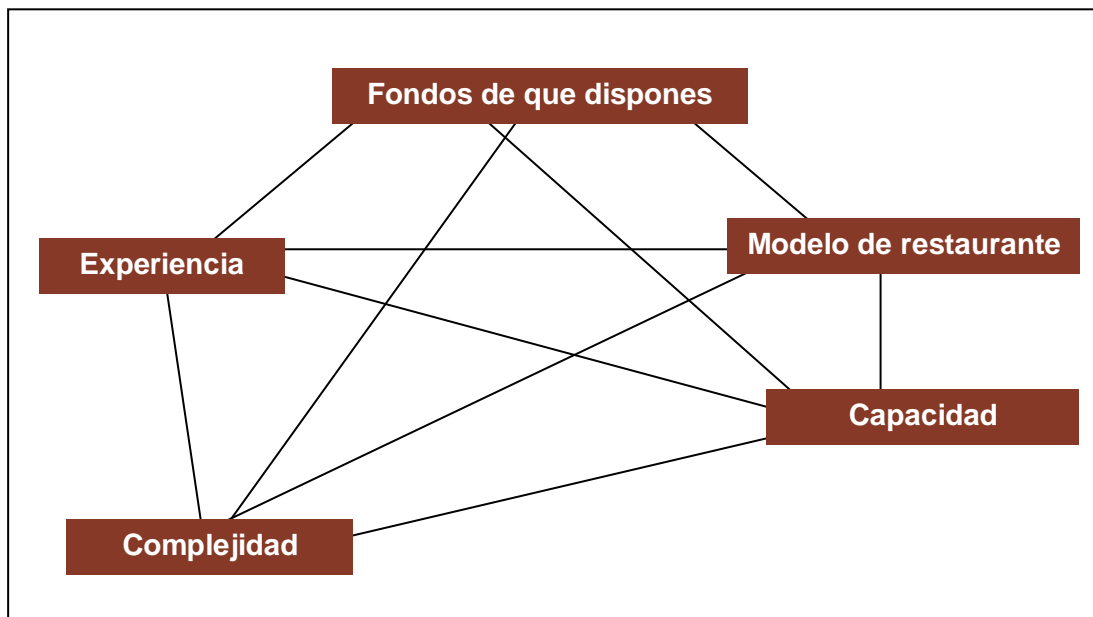 Fondos de que dispones
Modelo de restaurante
Experiencia
Capacidad
Complejidad